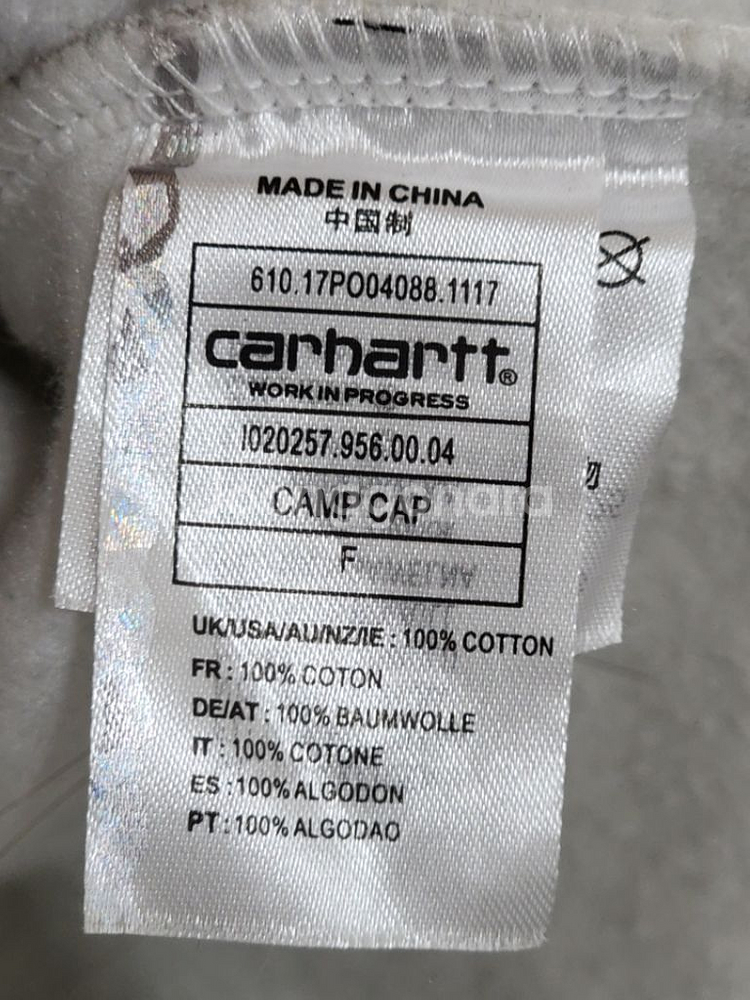 MADE IN CHINA
中国制
610.17PO04088.1117
carhartt®
WORK IN PROGRESS
I020257.956.00.04
CAMP CAP
F
UK/USA/AU/NZ/IE : 100% COTTON
FR : 100% COTON
DE/AT : 100% BAUMWOLLE
IT : 100% COTONE
ES : 100% ALGODON
PT : 100% ALGODAO